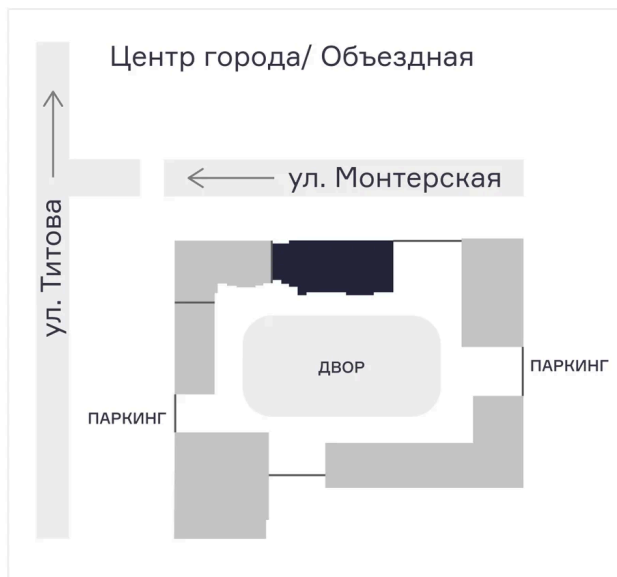 Центр города/ Объездная
ул. Монтерская
ул. Титова
ДВОР
ПАРКИНГ
ПАРКИНГ